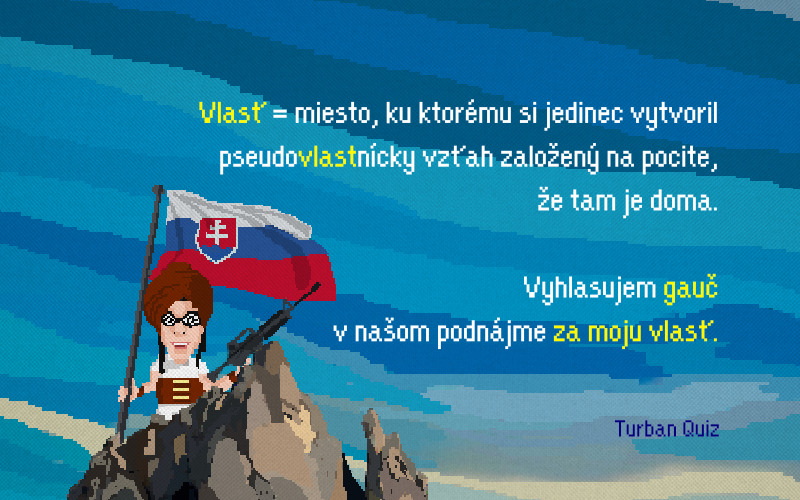 Vlasť = miesto, ku ktorému si jedinec vytvoril
pseudovlastnícky vzťah založený na pocite,
že tam je doma.
Vyhlasujem gauč
v našom podnájme za moju vlasť.
Turban Quiz